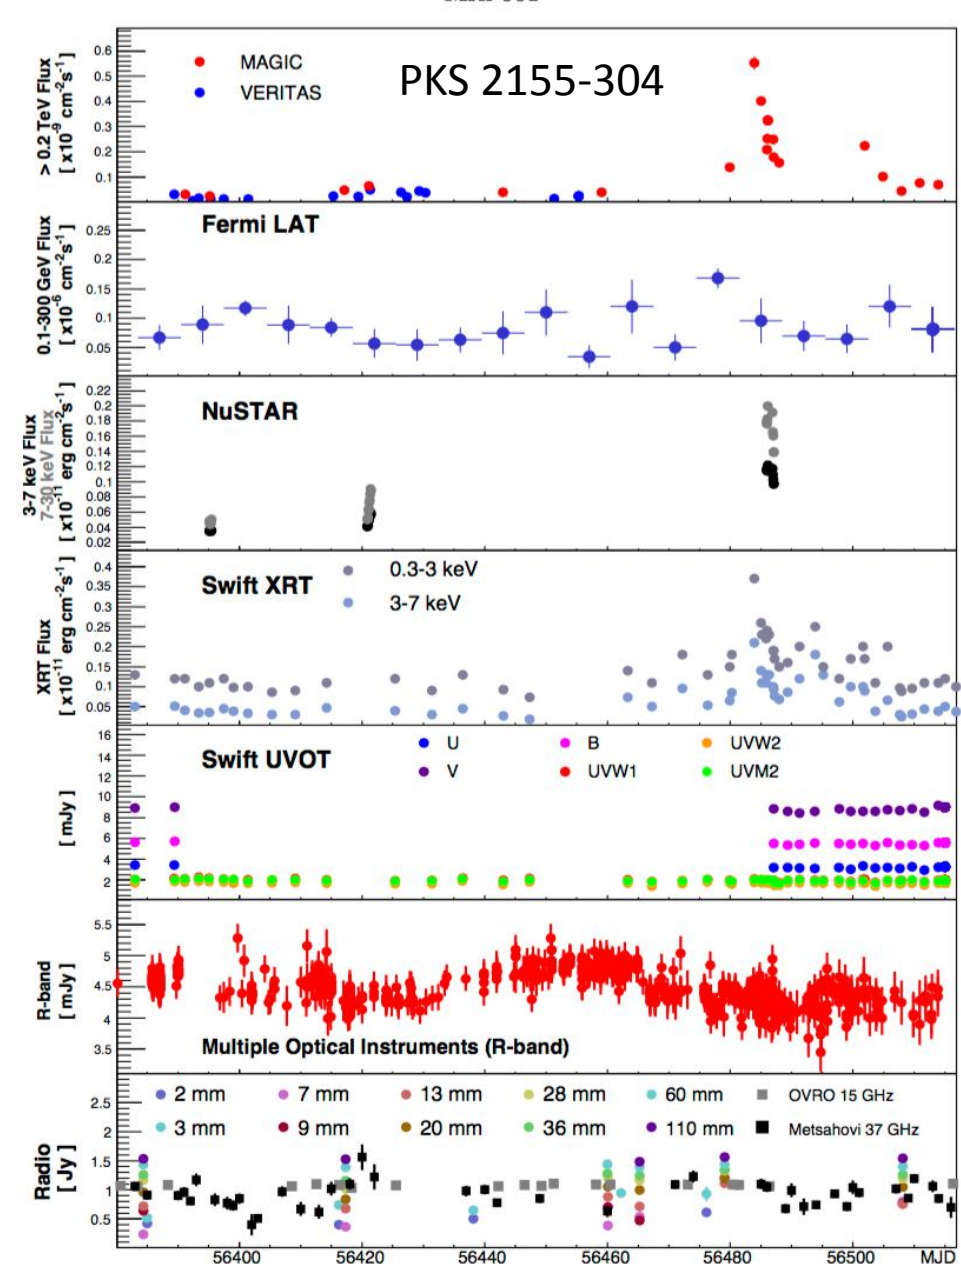 PKS 2155-304
MAGIC
VERITAS
> 0.2 TeV Flux
[ x10⁻⁹ cm⁻²s⁻¹ ]
0.6
0.5
0.4
0.3
0.2
0.1
Fermi LAT
0.1-300 GeV Flux
[ x10⁻⁶ cm⁻²s⁻¹ ]
0.25
0.2
0.15
0.1
0.05
NuSTAR
3-7 keV Flux
7-30 keV Flux
[ x10⁻¹¹ erg cm⁻²s⁻¹ ]
0.22
0.2
0.18
0.16
0.14
0.12
0.1
0.08
0.06
0.04
0.02
Swift XRT
0.3-3 keV
3-7 keV
XRT Flux
[ x10⁻¹¹ erg cm⁻²s⁻¹ ]
0.4
0.35
0.3
0.25
0.2
0.15
0.1
0.05
Swift UVOT
U B UVW2
V UVW1 UVM2
[ mJy ]
16
14
12
10
8
6
4
2
R-band
[ mJy ]
5.5
5
4.5
4
3.5
Multiple Optical Instruments (R-band)
2 mm 7 mm 13 mm 28 mm 60 mm OVRO 15 GHz
3 mm 9 mm 20 mm 36 mm 110 mm Metsahovi 37 GHz
Radio
[ Jy ]
2.5
2
1.5
1
0.5
56400 56420 56440 56460 56480 56500 MJD